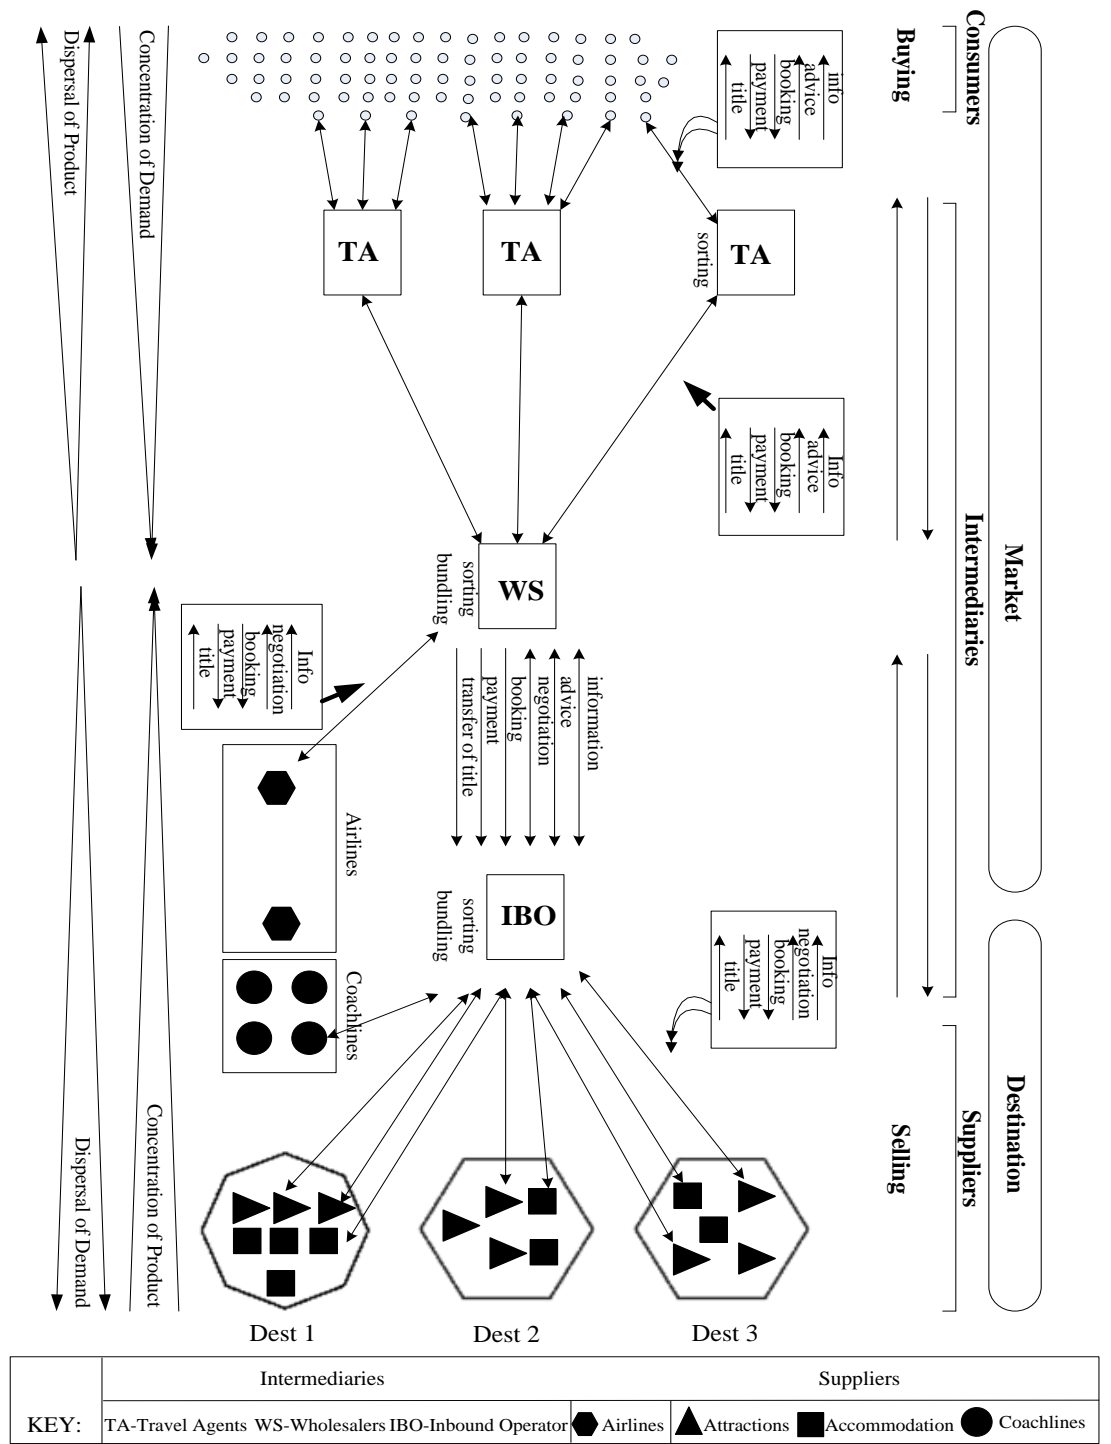 Consumers
Buying
Dispersal of Product
Concentration of Demand
info
advice
booking
payment
title
TA
TA
TA
sorting
Info
advice
booking
payment
title
Intermediaries
Market
WS
sorting
bundling
Info
negotiation
booking
payment
title
information
advice
negotiation
booking
payment
transfer of title
Airlines
IBO
sorting
bundling
Coachlines
Info
negotiation
booking
payment
title
Selling
Suppliers
Destination
Dispersal of Demand
Concentration of Product
Dest 1
Dest 2
Dest 3
Intermediaries
Suppliers
KEY:
TA-Travel Agents
WS-Wholesalers
IBO-Inbound Operator
Airlines
Attractions
Accommodation
Coachlines